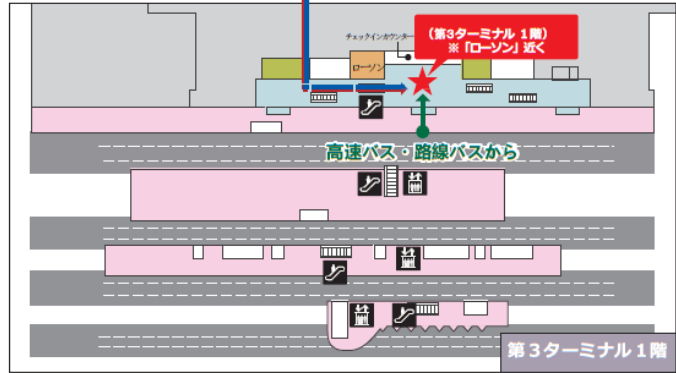 チェックインカウンター
(第3ターミナル 1階)
※「ローソン」近く
ローソン
高速バス・路線バスから
第3ターミナル1階